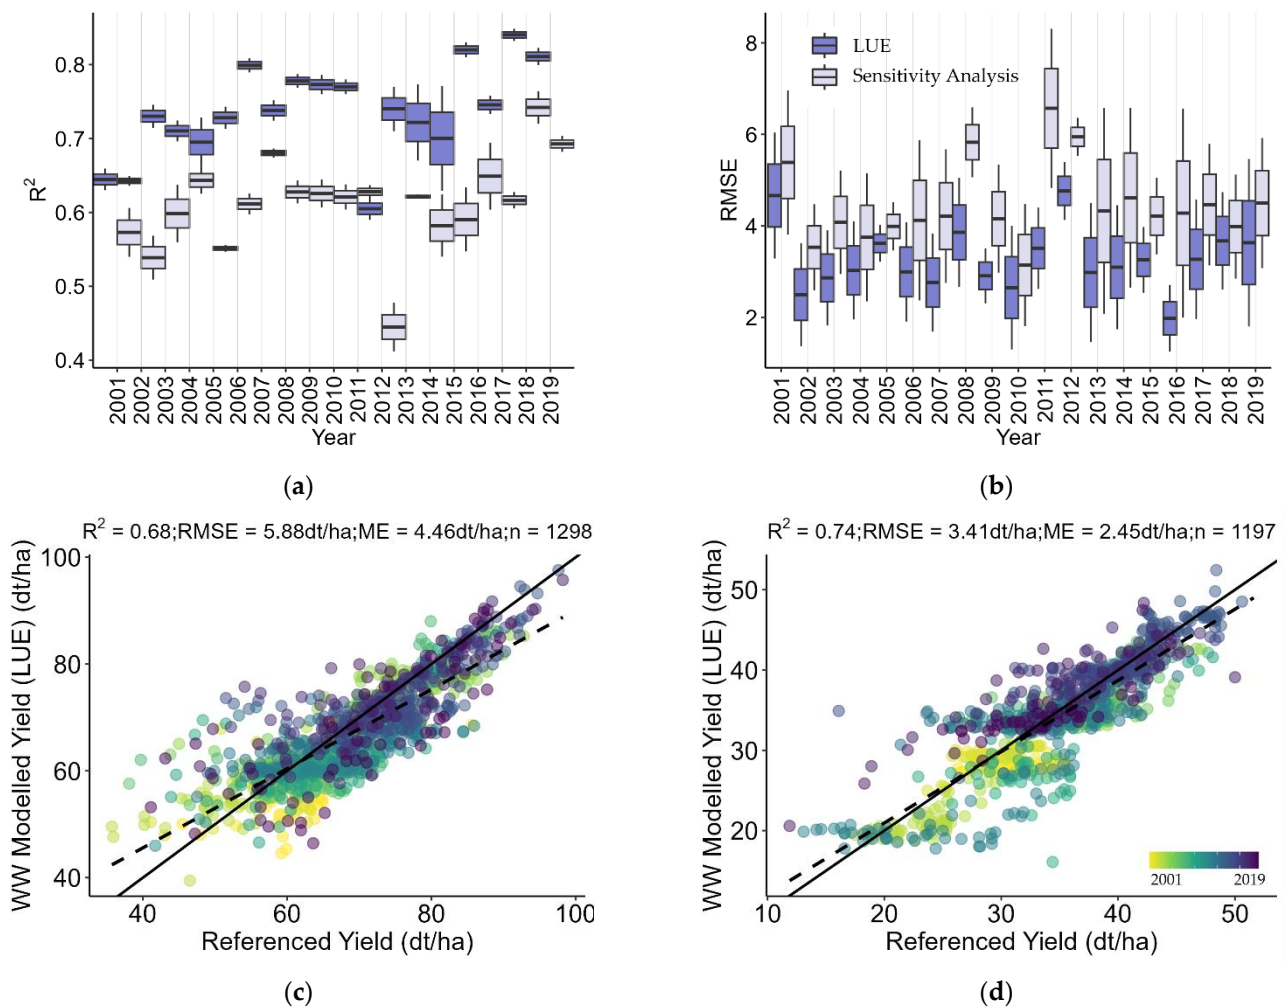 0.8
0.7
0.6
0.5
0.4
R²
2001 2002 2003 2004 2005 2006 2007 2008 2009 2010 2011 2012 2013 2014 2015 2016 2017 2018 2019
Year
(a)
8
6
4
2
RMSE
LUE
Sensitivity Analysis
2001 2002 2003 2004 2005 2006 2007 2008 2009 2010 2011 2012 2013 2014 2015 2016 2017 2018 2019
Year
(b)
R² = 0.68;RMSE = 5.88dt/ha;ME = 4.46dt/ha;n = 1298
100
80
60
40
WW Modelled Yield (LUE) (dt/ha)
40 60 80 100
Referenced Yield (dt/ha)
(c)
R² = 0.74;RMSE = 3.41dt/ha;ME = 2.45dt/ha;n = 1197
50
40
30
20
WW Modelled Yield (LUE) (dt/ha)
2001 2019
10 20 30 40 50
Referenced Yield (dt/ha)
(d)